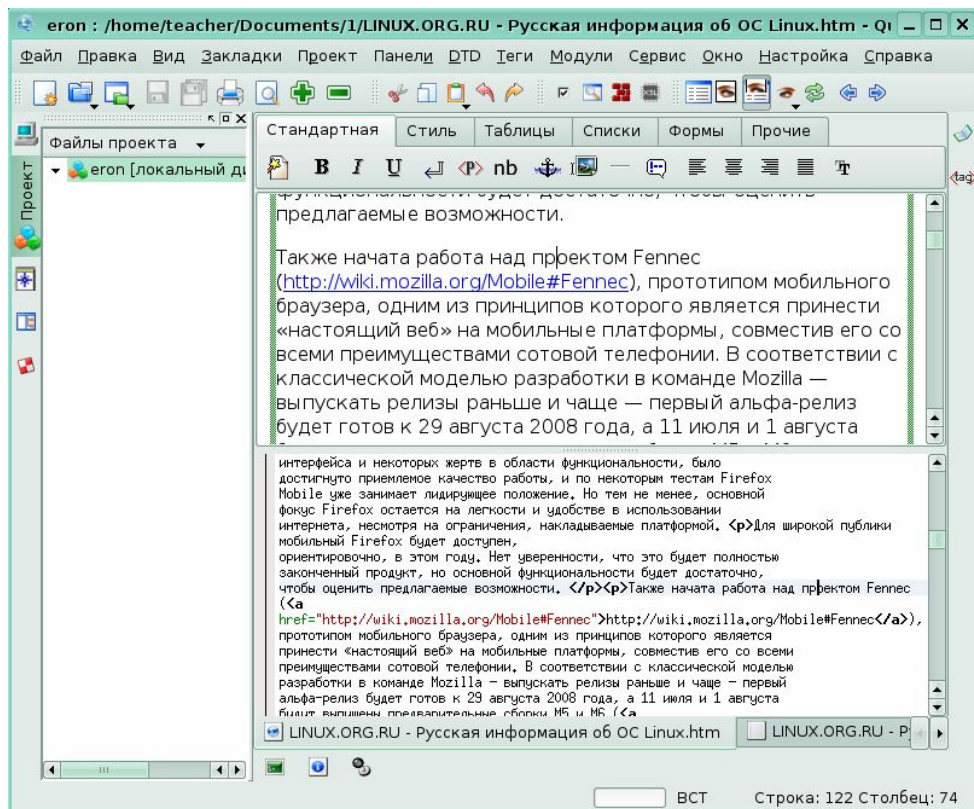 eron : /home/teacher/Documents/1/LINUX.ORG.RU - Русская информация об ОС Linux.htm -
Файл Правка Вид Закладки Проект Панели DTD Теги Модули Сервис Окно Настройка Справка
Проект
Файлы проекта
eron [локальный
Стандартная Стиль Таблицы Списки Формы Прочие
B I U <P> nb
<tag
функциональности будет достаточно, чтобы оценить
предлагаемые возможности.
Также начата работа над проектом Fennec
(http://wiki.mozilla.org/Mobile#Fennec), прототипом мобильного
браузера, одним из принципов которого является принести
«настоящий веб» на мобильные платформы, совместив его со
всеми преимуществами сотовой телефонии. В соответствии с
классической моделью разработки в команде Mozilla —
выпускать релизы раньше и чаще — первый альфа-релиз
будет готов к 29 августа 2008 года, а 11 июля и 1 августа
интерфейса и некоторых жертв в области функциональности, было
достигнуто приемлемое качество работы, и по некоторым тестам Firefox
Mobile уже занимает лидирующее положение. Но тем не менее, основной
фокус Firefox остается на легкости и удобстве в использовании
интернета, несмотря на ограничения, накладываемые платформой. <p>Для широкой публики
мобильный Firefox будет доступен,
ориентировочно, в этом году. Нет уверенности, что это будет полностью
законченный продукт, но основной функциональности будет достаточно,
чтобы оценить предлагаемые возможности. </p><p>Также начата работа над проектом Fennec
(<a
href="http://wiki.mozilla.org/Mobile#Fennec">http://wiki.mozilla.org/Mobile#Fennec</a>),
прототипом мобильного браузера, одним из принципов которого является
принести «настоящий веб» на мобильные платформы, совместив его со всеми
преимуществами сотовой телефонии. В соответствии с классической моделью
разработки в команде Mozilla — выпускать релизы раньше и чаще — первый
альфа-релиз будет готов к 29 августа 2008 года, а 11 июля и 1 августа
будут выпущены предварительные сборки M5 и M6 (<a
LINUX.ORG.RU - Русская информация об ОС Linux.htm LINUX.ORG.RU -
ВСТ Строка: 122 Столбец: 74